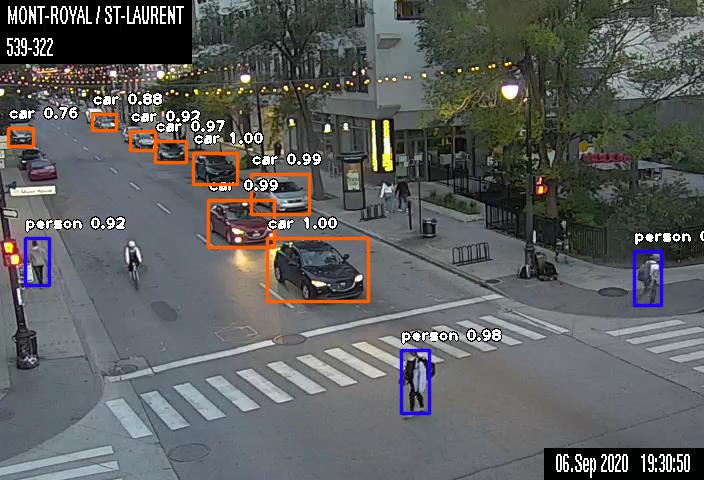 MONT-ROYAL / ST-LAURENT
539-322
car 0.76
car 0.88
car 0.92
car 0.97
car 1.00
car 0.99
car 0.99
car 1.00
person 0.92
person 0
person 0.98
06.Sep 2020 19:30:50